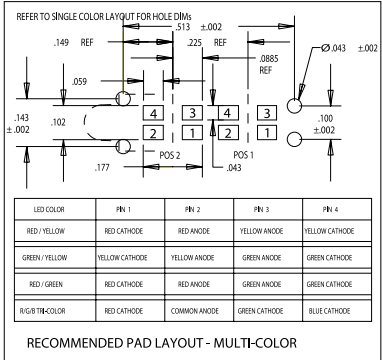 REFER TO SINGLE COLOR LAYOUT FOR HOLE DIMs
.513 ±.002
.149 REF
.225 REF
Ø.043 ±.002
.0885
REF
.059
.143
±.002
.102
4 3 4 3
2 1 2 1
.100
±.002
POS 2
POS 1
.177
.043
LED COLOR PIN 1 PIN 2 PIN 3 PIN 4
RED / YELLOW RED CATHODE RED ANODE YELLOW ANODE YELLOW CATHODE
GREEN / YELLOW YELLOW CATHODE YELLOW ANODE GREEN ANODE GREEN CATHODE
RED / GREEN RED CATHODE RED ANODE GREEN ANODE GREEN CATHODE
R/G/B TRI-COLOR RED CATHODE COMMON ANODE GREEN CATHODE BLUE CATHODE
RECOMMENDED PAD LAYOUT - MULTI-COLOR